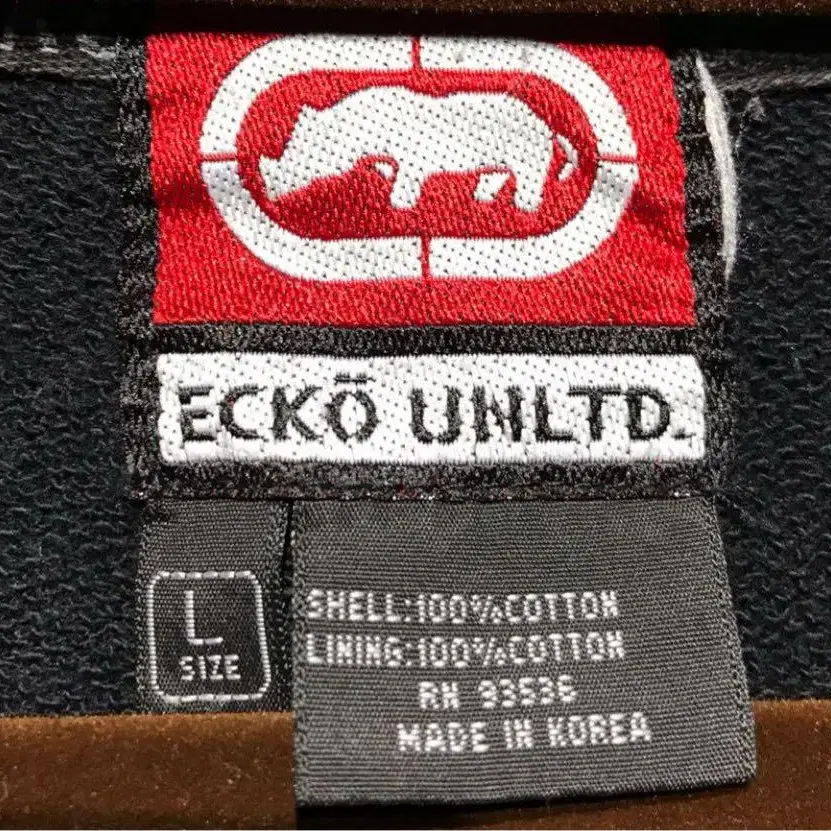 ECKŌ UNLTD.
L
SIZE
SHELL:100%COTTON
LINING:100%COTTON
RN 93536
MADE IN KOREA